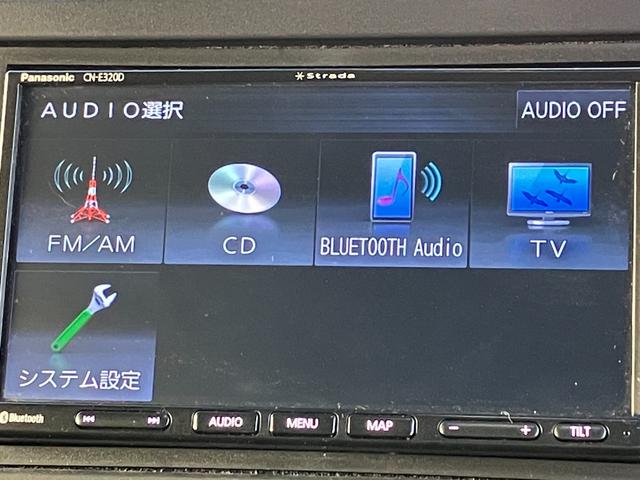 Panasonic CN-E320D Strada
AUDIO選択 AUDIO OFF
FM/AM CD BLUETOOTH Audio TV
システム設定
Bluetooth AUDIO MENU MAP − + TILT